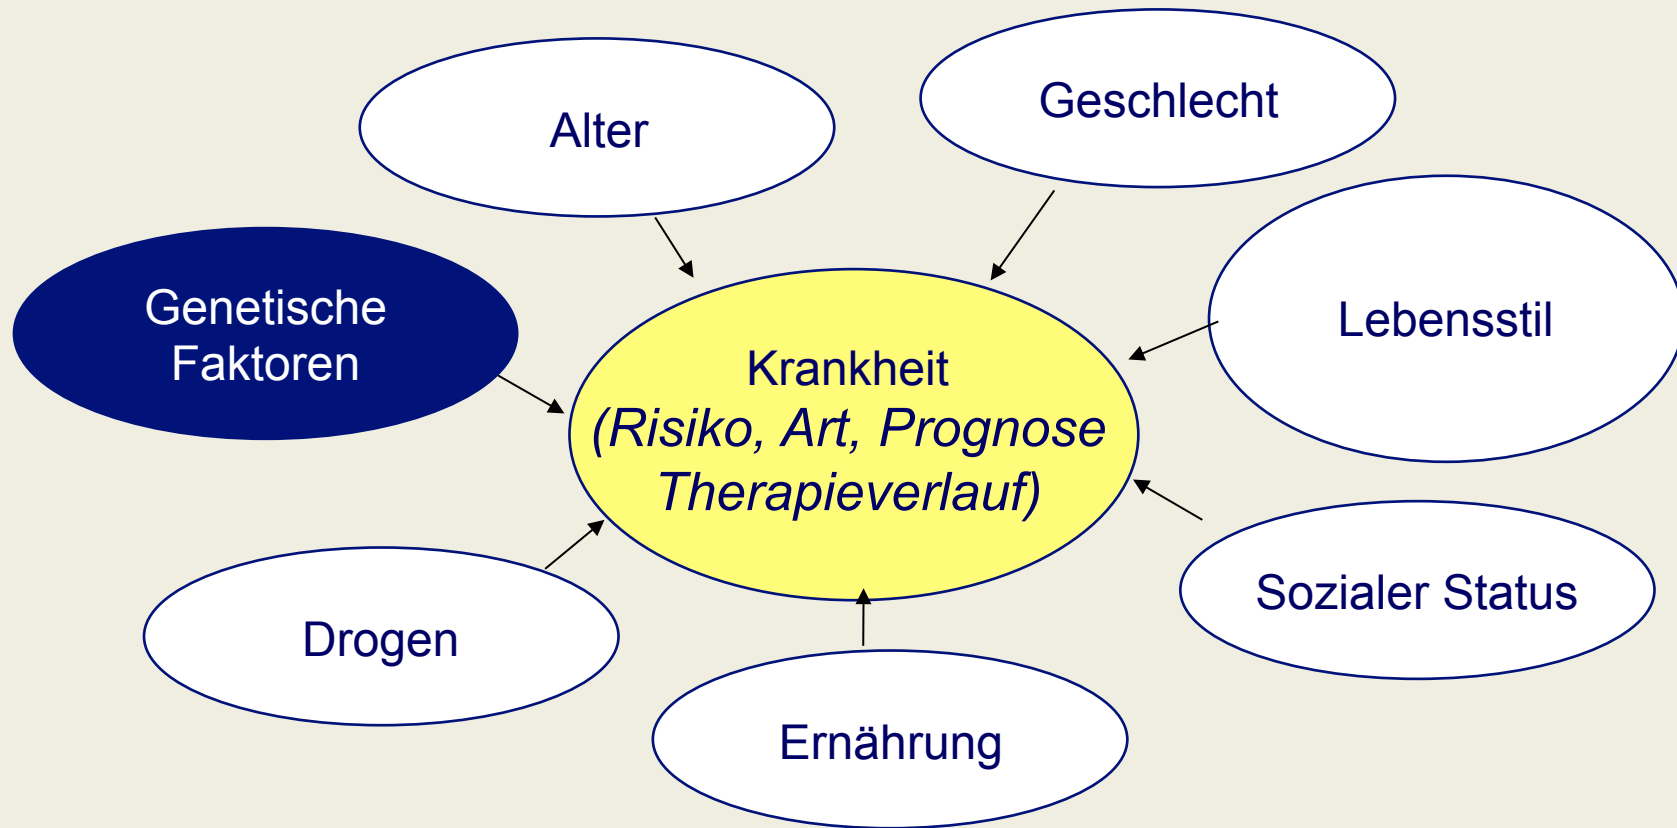 Alter
Geschlecht
Genetische
Faktoren
Lebensstil
Krankheit
(Risiko, Art, Prognose
Therapieverlauf)
Sozialer Status
Drogen
Ernährung